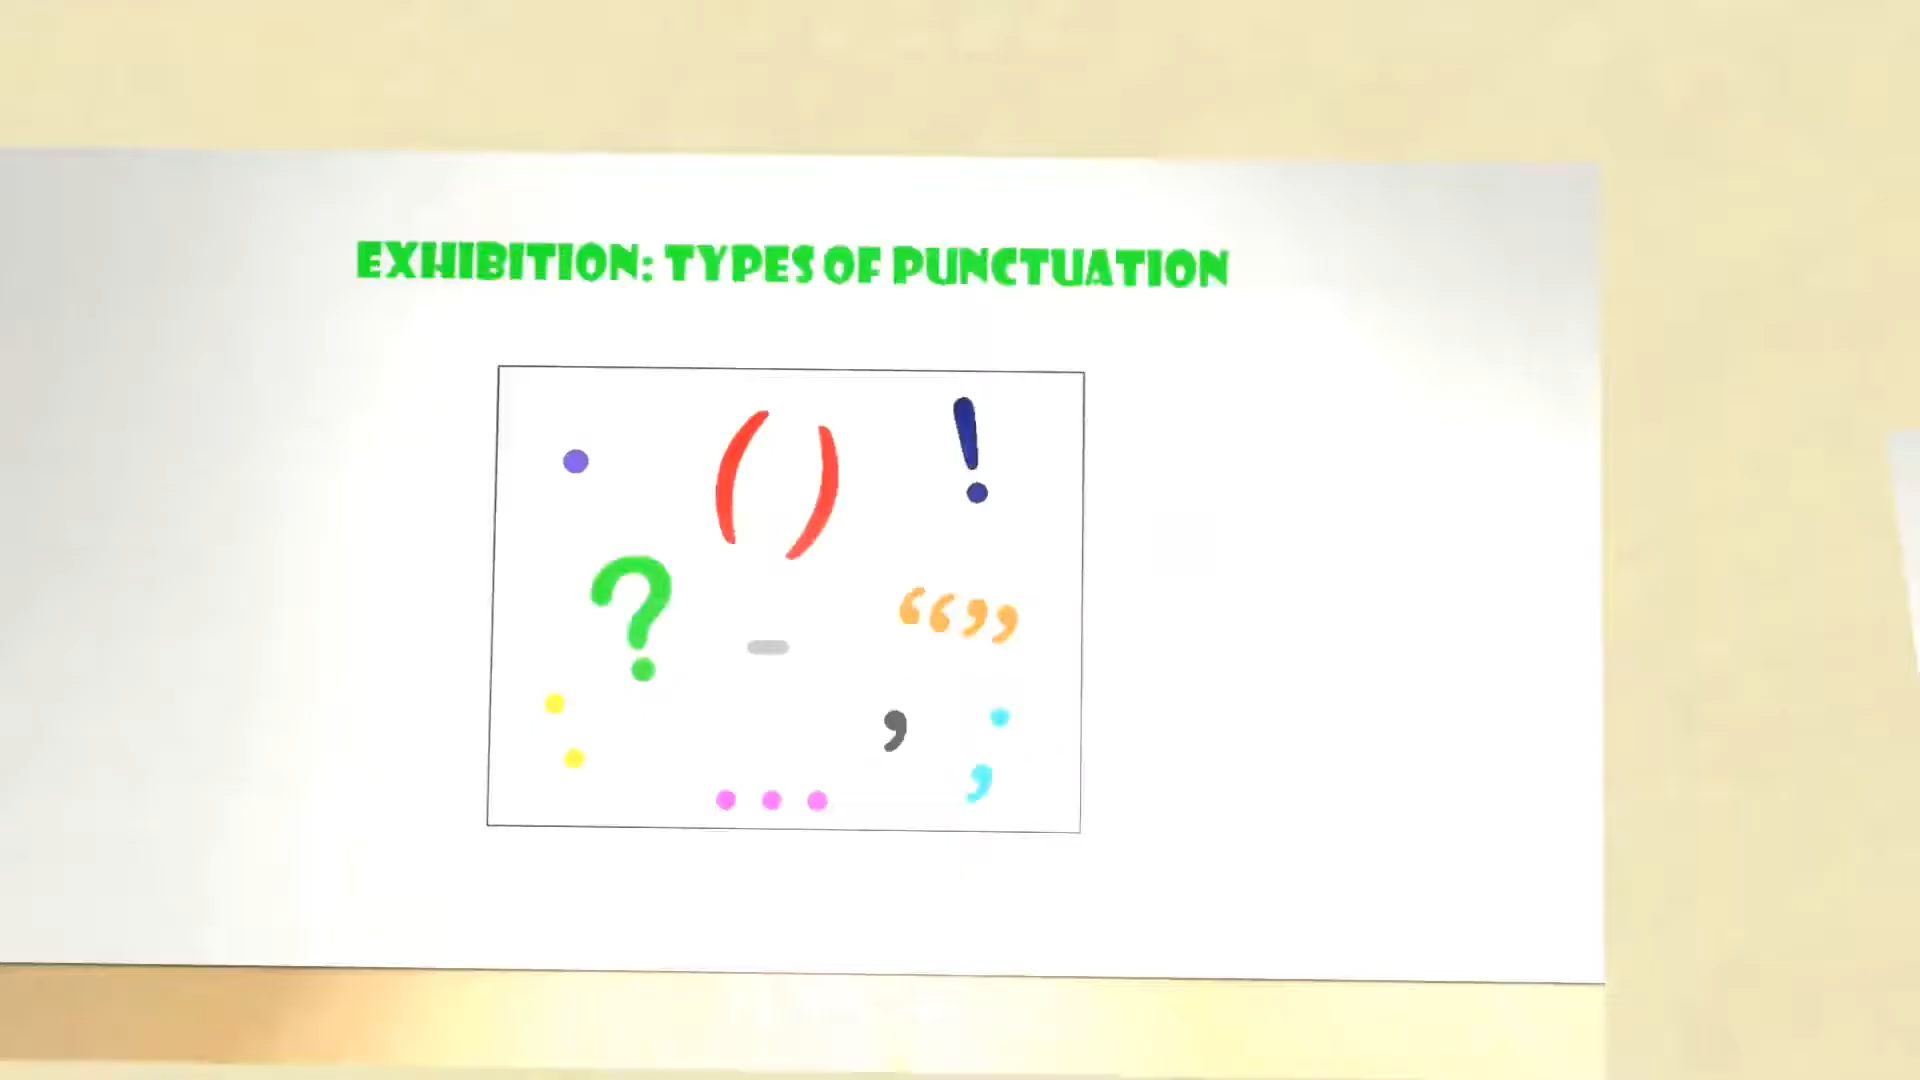 EXHIBITION: TYPES OF PUNCTUATION
. ( ) !
? - ““””
: … , ;